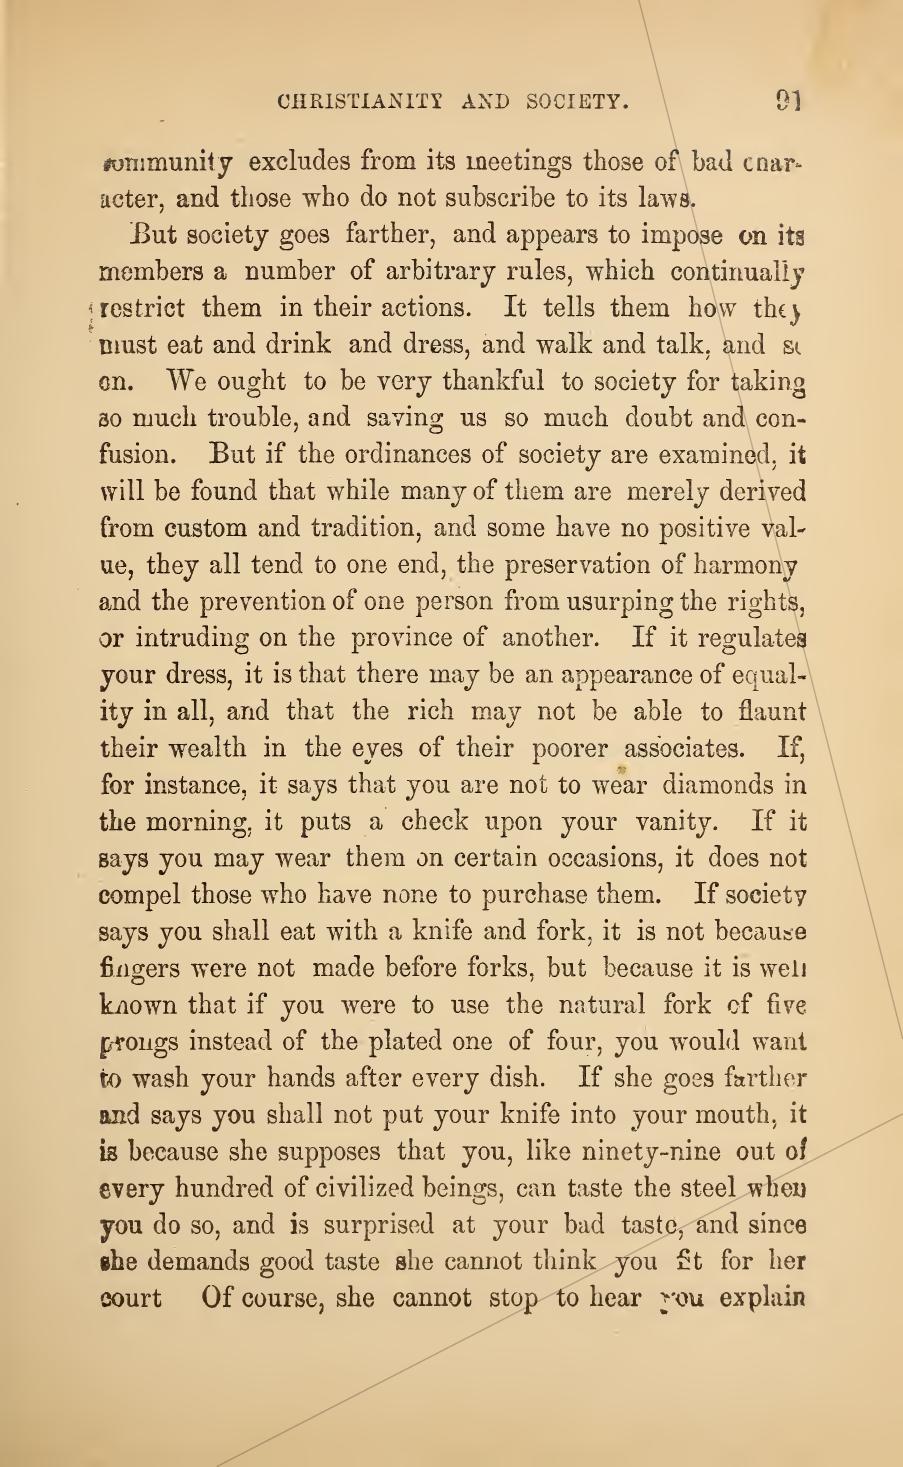 CHRISTIANITY AND SOCIETY. 91
community excludes from its meetings those of bad char-
acter, and those who do not subscribe to its laws.
But society goes farther, and appears to impose on its
members a number of arbitrary rules, which continually
restrict them in their actions. It tells them how they
must eat and drink and dress, and walk and talk, and so
on. We ought to be very thankful to society for taking
so much trouble, and saving us so much doubt and con-
fusion. But if the ordinances of society are examined, it
will be found that while many of them are merely derived
from custom and tradition, and some have no positive val-
ue, they all tend to one end, the preservation of harmony
and the prevention of one person from usurping the rights,
or intruding on the province of another. If it regulates
your dress, it is that there may be an appearance of equal-
ity in all, and that the rich may not be able to flaunt
their wealth in the eyes of their poorer associates. If,
for instance, it says that you are not to wear diamonds in
the morning, it puts a check upon your vanity. If it
says you may wear them on certain occasions, it does not
compel those who have none to purchase them. If society
says you shall eat with a knife and fork, it is not because
fingers were not made before forks, but because it is well
known that if you were to use the natural fork of five
prongs instead of the plated one of four, you would want
to wash your hands after every dish. If she goes farther
and says you shall not put your knife into your mouth, it
is because she supposes that you, like ninety-nine out of
every hundred of civilized beings, can taste the steel when
you do so, and is surprised at your bad taste, and since
she demands good taste she cannot think you fit for her
court Of course, she cannot stop to hear you explain